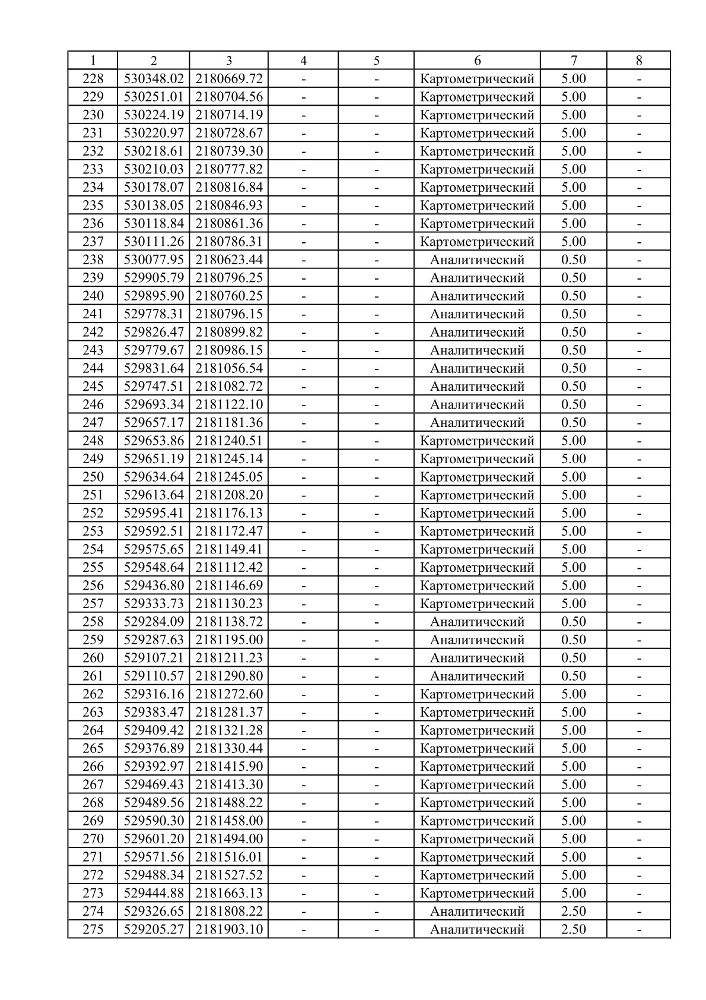 1 2 3 4 5 6 7 8
228 530348.02 2180669.72 - - Картометрический 5.00 -
229 530251.01 2180704.56 - - Картометрический 5.00 -
230 530224.19 2180714.19 - - Картометрический 5.00 -
231 530220.97 2180728.67 - - Картометрический 5.00 -
232 530218.61 2180739.30 - - Картометрический 5.00 -
233 530210.03 2180777.82 - - Картометрический 5.00 -
234 530178.07 2180816.84 - - Картометрический 5.00 -
235 530138.05 2180846.93 - - Картометрический 5.00 -
236 530118.84 2180861.36 - - Картометрический 5.00 -
237 530111.26 2180786.31 - - Картометрический 5.00 -
238 530077.95 2180623.44 - - Аналитический 0.50 -
239 529905.79 2180796.25 - - Аналитический 0.50 -
240 529895.90 2180760.25 - - Аналитический 0.50 -
241 529778.31 2180796.15 - - Аналитический 0.50 -
242 529826.47 2180899.82 - - Аналитический 0.50 -
243 529779.67 2180986.15 - - Аналитический 0.50 -
244 529831.64 2181056.54 - - Аналитический 0.50 -
245 529747.51 2181082.72 - - Аналитический 0.50 -
246 529693.34 2181122.10 - - Аналитический 0.50 -
247 529657.17 2181181.36 - - Аналитический 0.50 -
248 529653.86 2181240.51 - - Картометрический 5.00 -
249 529651.19 2181245.14 - - Картометрический 5.00 -
250 529634.64 2181245.05 - - Картометрический 5.00 -
251 529613.64 2181208.20 - - Картометрический 5.00 -
252 529595.41 2181176.13 - - Картометрический 5.00 -
253 529592.51 2181172.47 - - Картометрический 5.00 -
254 529575.65 2181149.41 - - Картометрический 5.00 -
255 529548.64 2181112.42 - - Картометрический 5.00 -
256 529436.80 2181146.69 - - Картометрический 5.00 -
257 529333.73 2181130.23 - - Картометрический 5.00 -
258 529284.09 2181138.72 - - Аналитический 0.50 -
259 529287.63 2181195.00 - - Аналитический 0.50 -
260 529107.21 2181211.23 - - Аналитический 0.50 -
261 529110.57 2181290.80 - - Аналитический 0.50 -
262 529316.16 2181272.60 - - Картометрический 5.00 -
263 529383.47 2181281.37 - - Картометрический 5.00 -
264 529409.42 2181321.28 - - Картометрический 5.00 -
265 529376.89 2181330.44 - - Картометрический 5.00 -
266 529392.97 2181415.90 - - Картометрический 5.00 -
267 529469.43 2181413.30 - - Картометрический 5.00 -
268 529489.56 2181488.22 - - Картометрический 5.00 -
269 529590.30 2181458.00 - - Картометрический 5.00 -
270 529601.20 2181494.00 - - Картометрический 5.00 -
271 529571.56 2181516.01 - - Картометрический 5.00 -
272 529488.34 2181527.52 - - Картометрический 5.00 -
273 529444.88 2181663.13 - - Картометрический 5.00 -
274 529326.65 2181808.22 - - Аналитический 2.50 -
275 529205.27 2181903.10 - - Аналитический 2.50 -